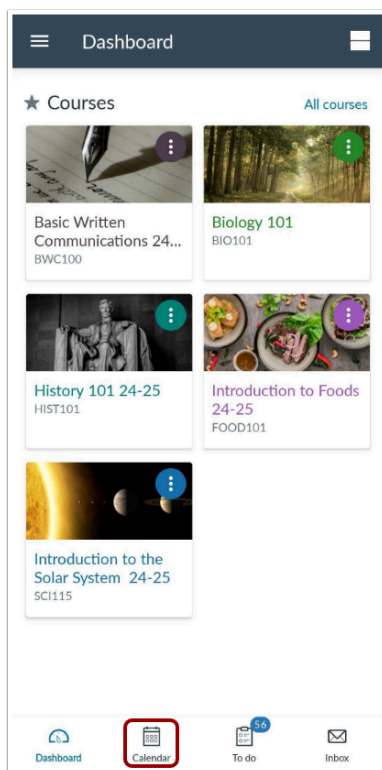 Dashboard
Courses
All courses
Basic Written
Communications 24...
BWC100
Biology 101
BIO101
History 101 24-25
HIST101
Introduction to Foods
24-25
FOOD101
Introduction to the
Solar System 24-25
SCI115
56
Dashboard
Calendar
To do
Inbox